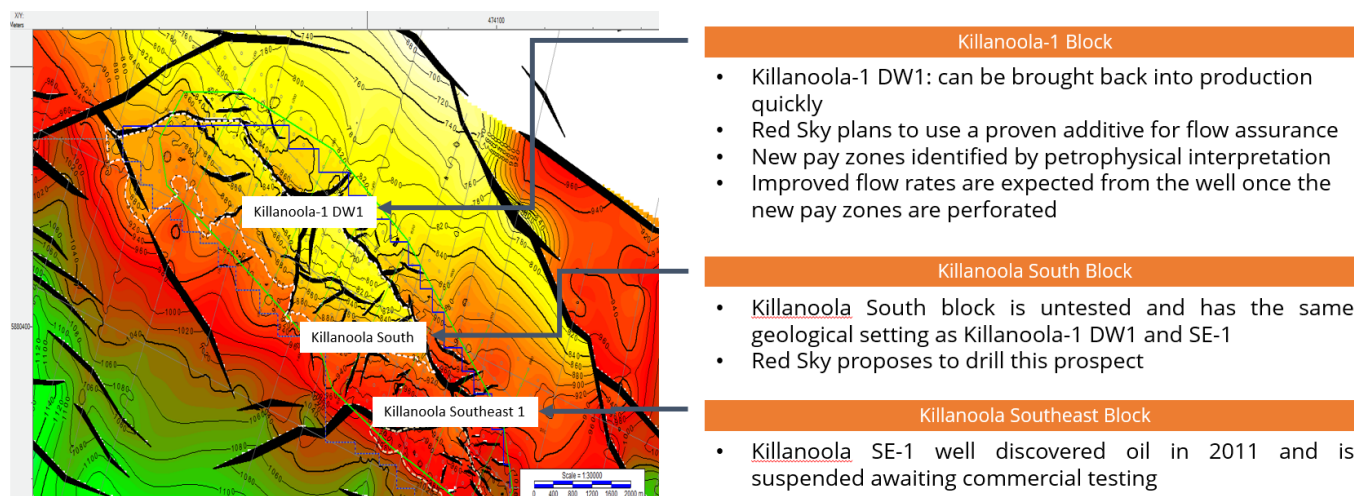 X/Y:
Meters
474100
5880400
Killanoola-1 DW1
Killanoola South
Killanoola Southeast 1
Scale = 1:30000
0 400 800 1200 1600 2000 m
Killanoola-1 Block
• Killanoola-1 DW1: can be brought back into production
quickly
• Red Sky plans to use a proven additive for flow assurance
• New pay zones identified by petrophysical interpretation
• Improved flow rates are expected from the well once the
new pay zones are perforated
Killanoola South Block
• Killanoola South block is untested and has the same
geological setting as Killanoola-1 DW1 and SE-1
• Red Sky proposes to drill this prospect
Killanoola Southeast Block
• Killanoola SE-1 well discovered oil in 2011 and is
suspended awaiting commercial testing